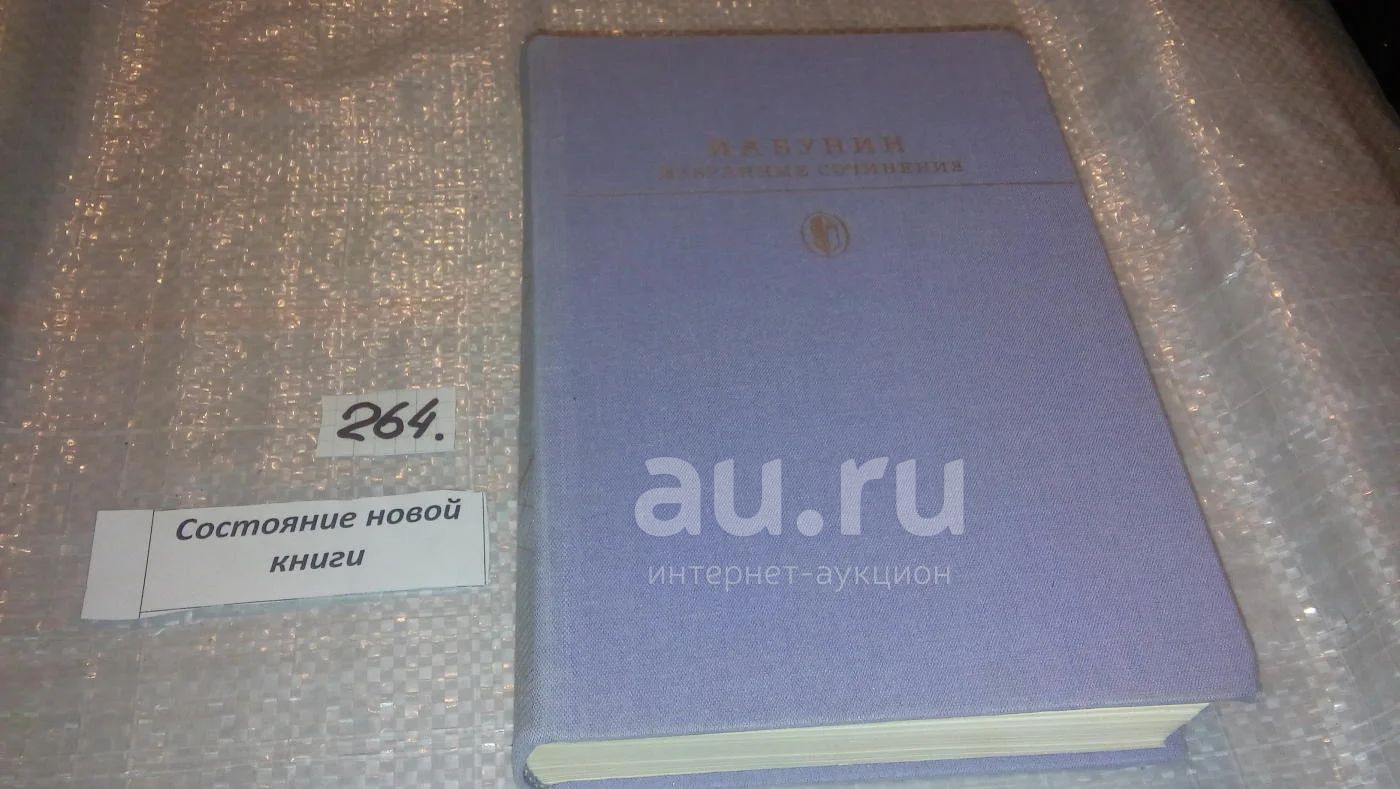 И.А.БУНИН
ИЗБРАННЫЕ СОЧИНЕНИЯ
264.
Состояние новой
книги
au.ru
интернет-аукцион